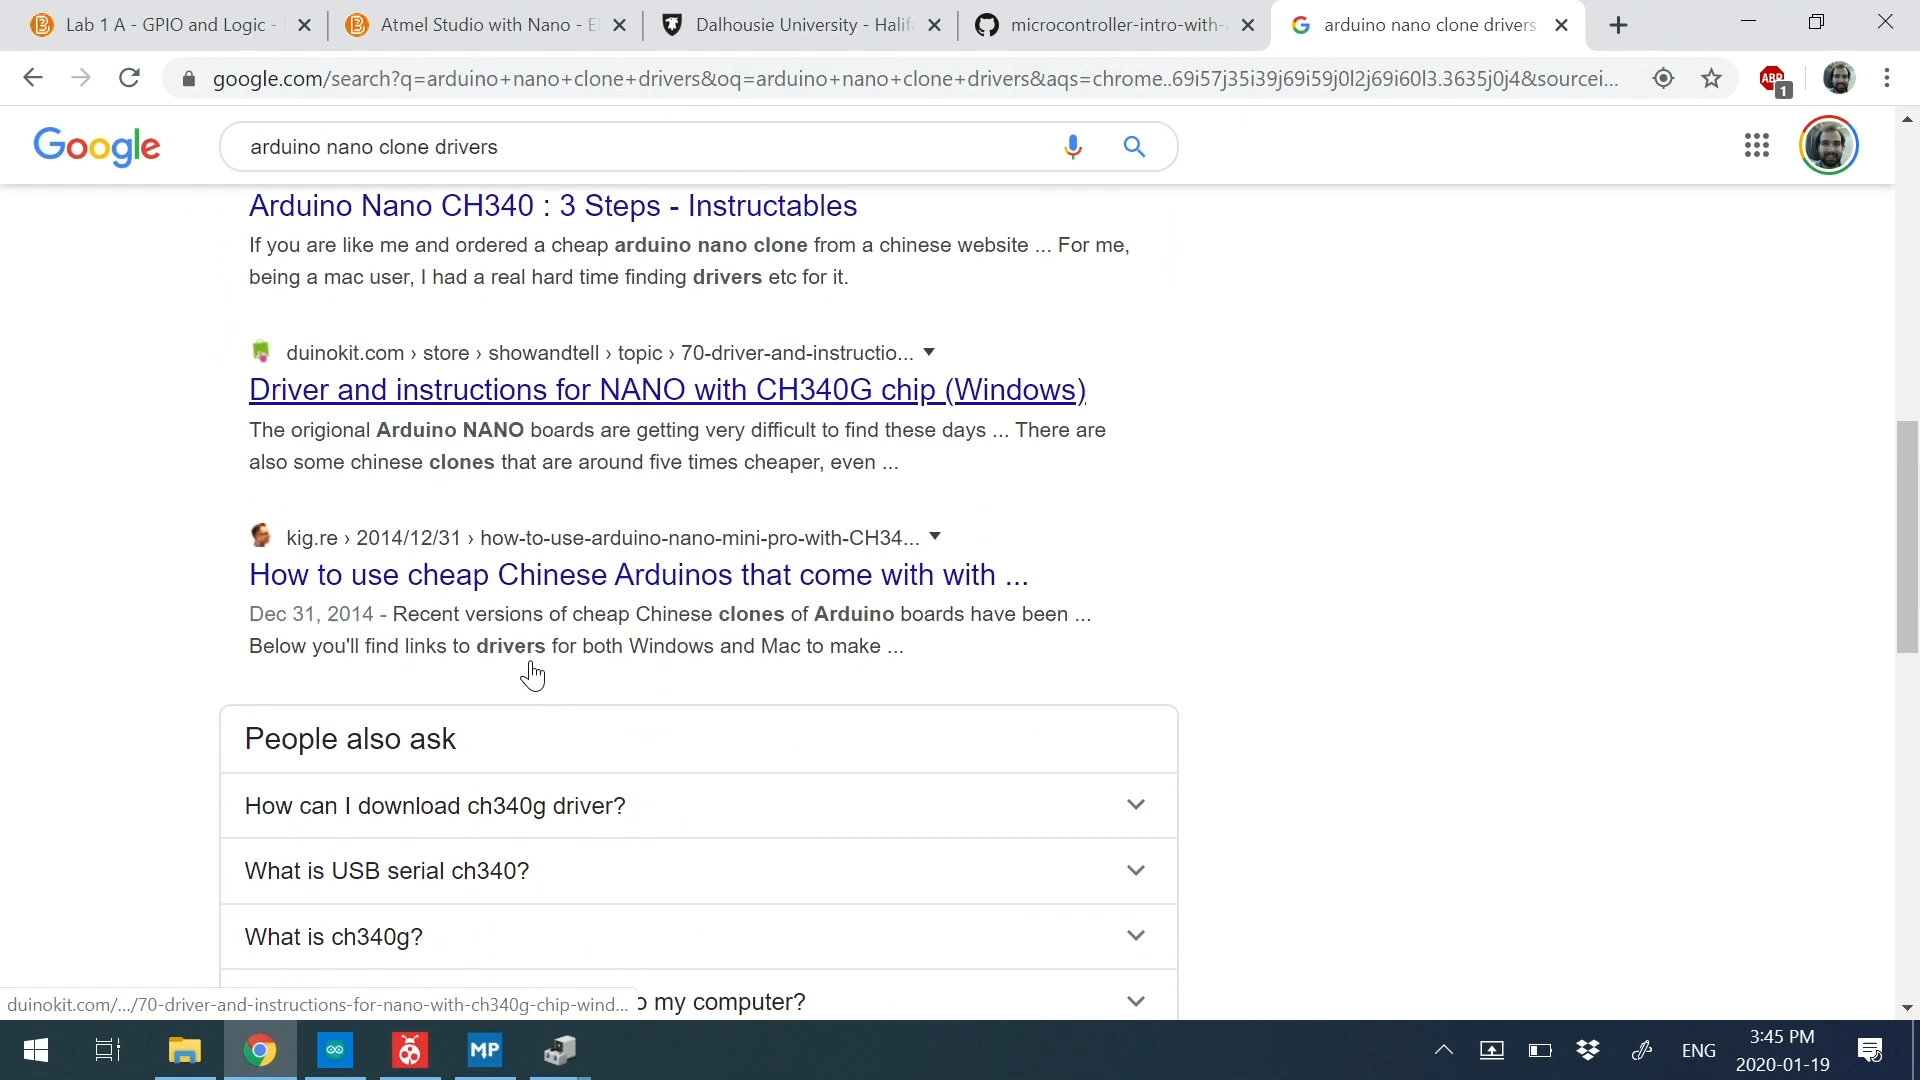 Lab 1 A - GPIO and Logic -
Atmel Studio with Nano - E
Dalhousie University - Halif
microcontroller-intro-with-
arduino nano clone drivers
google.com/search?q=arduino+nano+clone+drivers&oq=arduino+nano+clone+drivers&aqs=chrome..69i57j35i39j69i59j0l2j69i60l3.3635j0j4&sourcei...
ABP
1
Google
arduino nano clone drivers
Arduino Nano CH340 : 3 Steps - Instructables
If you are like me and ordered a cheap arduino nano clone from a chinese website ... For me,
being a mac user, I had a real hard time finding drivers etc for it.
duinokit.com › store › showandtell › topic › 70-driver-and-instructio...
Driver and instructions for NANO with CH340G chip (Windows)
The origional Arduino NANO boards are getting very difficult to find these days ... There are
also some chinese clones that are around five times cheaper, even ...
kig.re › 2014/12/31 › how-to-use-arduino-nano-mini-pro-with-CH34...
How to use cheap Chinese Arduinos that come with with ...
Dec 31, 2014 - Recent versions of cheap Chinese clones of Arduino boards have been ...
Below you'll find links to drivers for both Windows and Mac to make ...
People also ask
How can I download ch340g driver?
What is USB serial ch340?
What is ch340g?
o my computer?
duinokit.com/.../70-driver-and-instructions-for-nano-with-ch340g-chip-wind...
MP
ENG
3:45 PM
2020-01-19